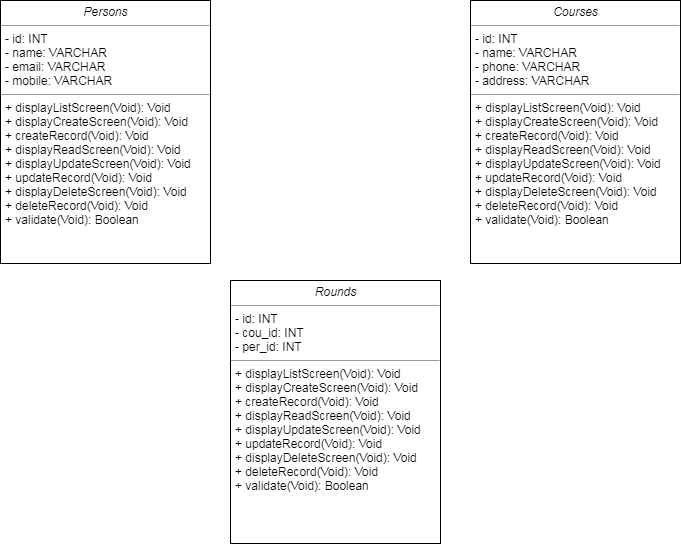 Persons
- id: INT
- name: VARCHAR
- email: VARCHAR
- mobile: VARCHAR
+ displayListScreen(Void): Void
+ displayCreateScreen(Void): Void
+ createRecord(Void): Void
+ displayReadScreen(Void): Void
+ displayUpdateScreen(Void): Void
+ updateRecord(Void): Void
+ displayDeleteScreen(Void): Void
+ deleteRecord(Void): Void
+ validate(Void): Boolean
Courses
- id: INT
- name: VARCHAR
- phone: VARCHAR
- address: VARCHAR
+ displayListScreen(Void): Void
+ displayCreateScreen(Void): Void
+ createRecord(Void): Void
+ displayReadScreen(Void): Void
+ displayUpdateScreen(Void): Void
+ updateRecord(Void): Void
+ displayDeleteScreen(Void): Void
+ deleteRecord(Void): Void
+ validate(Void): Boolean
Rounds
- id: INT
- cou_id: INT
- per_id: INT
+ displayListScreen(Void): Void
+ displayCreateScreen(Void): Void
+ createRecord(Void): Void
+ displayReadScreen(Void): Void
+ displayUpdateScreen(Void): Void
+ updateRecord(Void): Void
+ displayDeleteScreen(Void): Void
+ deleteRecord(Void): Void
+ validate(Void): Boolean